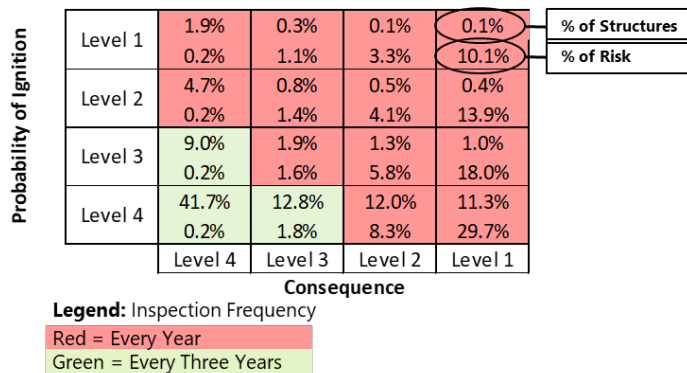 Probability of Ignition
Level 1
1.9% 0.3% 0.1% 0.1%
0.2% 1.1% 3.3% 10.1%
% of Structures
% of Risk
Level 2
4.7% 0.8% 0.5% 0.4%
0.2% 1.4% 4.1% 13.9%
Level 3
9.0% 1.9% 1.3% 1.0%
0.2% 1.6% 5.8% 18.0%
Level 4
41.7% 12.8% 12.0% 11.3%
0.2% 1.8% 8.3% 29.7%
Level 4 Level 3 Level 2 Level 1
Consequence
Legend: Inspection Frequency
Red = Every Year
Green = Every Three Years